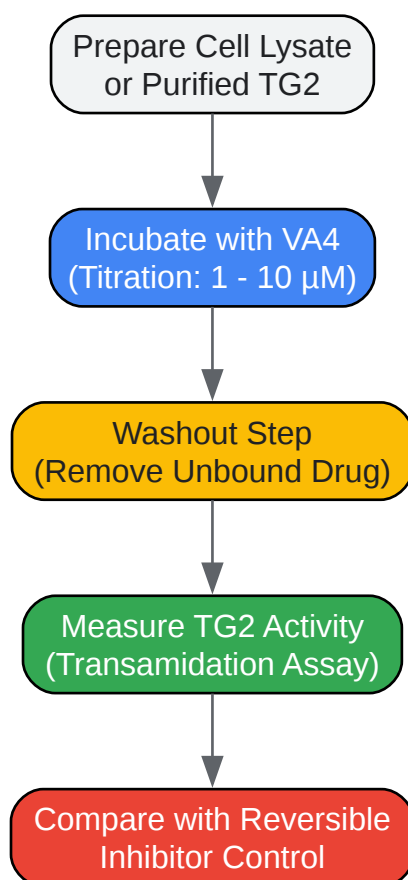 Prepare Cell Lysate
or Purified TG2
Incubate with VA4
(Titration: 1 - 10 µM)
Washout Step
(Remove Unbound Drug)
Measure TG2 Activity
(Transamidation Assay)
Compare with Reversible
Inhibitor Control